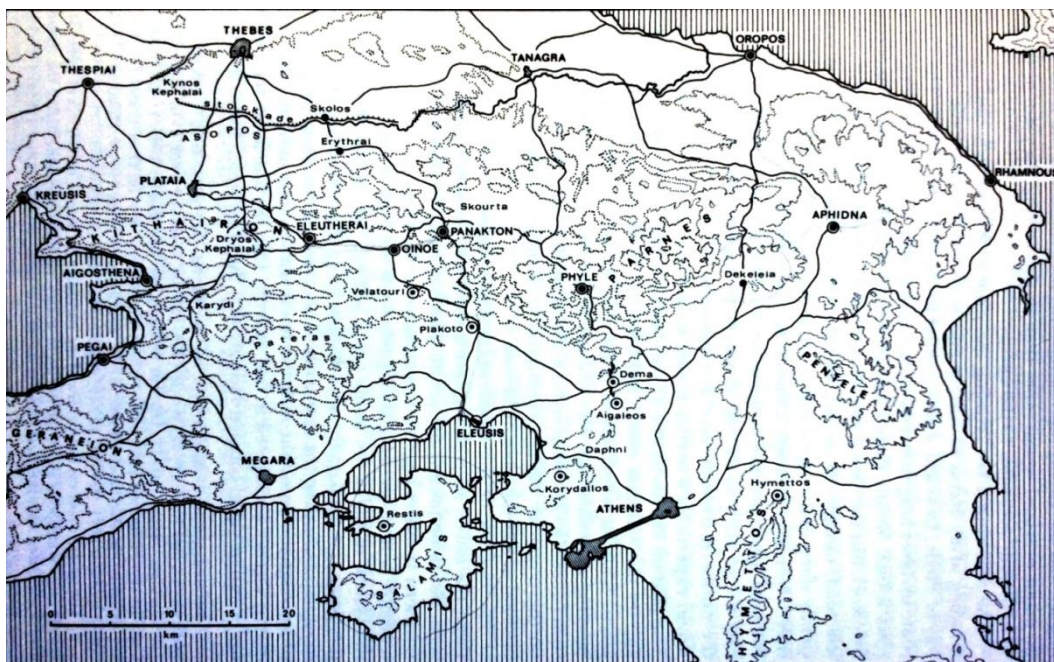 THEBES
OROPOS
THESPIAI
TANAGRA
Kynos
Kephalai
Stockade
Skolos
ASOPOS
Erythrai
RHAMNOUS
PLATAIA
KREUSIS
Skourta
KITHAIRON
ELEUTHERAI
PANAKTON
PARNES
APHIDNA
Dryos
Kephalai
OINOE
AIGOSTHENA
PHYLE
Dekeleia
Velatouri
Karydi
Plakoto
Pateras
PEGAI
PENTELE
Dema
Aigaleos
GERANEION
ELEUSIS
Daphni
MEGARA
Korydallos
Hymettos
ATHENS
Restis
SALAMIS
HYMETTOS
0 5 10 16 20
km